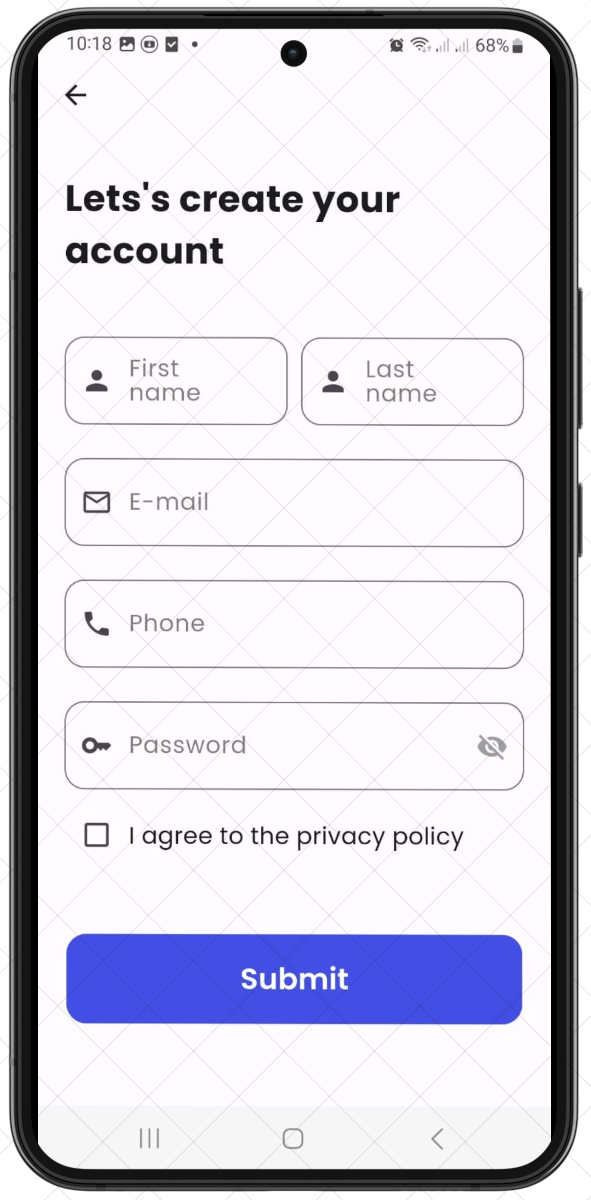 10:18 68%
Lets's create your
account
First
name
Last
name
E-mail
Phone
Password
I agree to the privacy policy
Submit